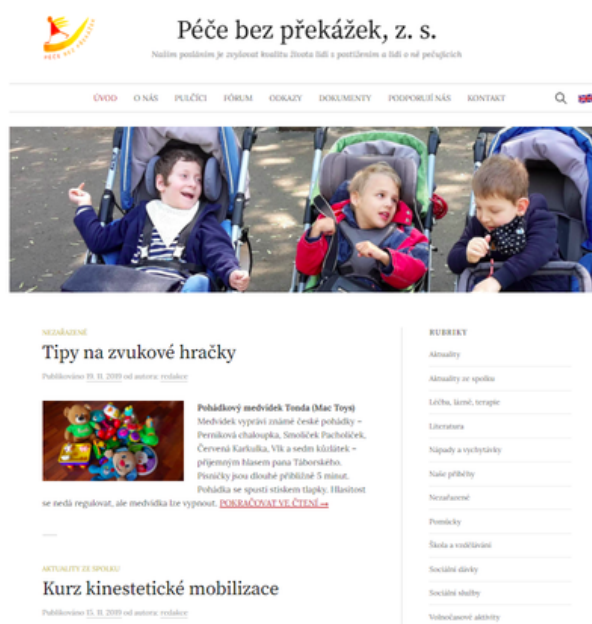 PÉČE BEZ PŘEKÁŽEK
Péče bez překážek, z. s.
Naším posláním je zvyšovat kvalitu života lidí s postižením a lidí o ně pečujících
ÚVOD O NÁS PULČÍCI FÓRUM ODKAZY DOKUMENTY PODPORUJÍ NÁS KONTAKT
NEZAŘAZENÉ
Tipy na zvukové hračky
Publikováno 19. 11. 2019 od autora: redakce
Pohádkový medvídek Tonda (Mac Toys)
Medvídek vypráví známé české pohádky –
Perníková chaloupka, Smolíček Pacholíček,
Červená Karkulka, Vlk a sedm kůzlátek –
příjemným hlasem pana Táborského.
Písničky jsou dlouhé přibližně 5 minut.
Pohádka se spustí stiskem tlapky. Hlasitost
se nedá regulovat, ale medvídka lze vypnout. POKRAČOVAT VE ČTENÍ →
AKTUALITY ZE SPOLKU
Kurz kinestetické mobilizace
Publikováno 15. 11. 2019 od autora: redakce
RUBRIKY
Aktuality
Aktuality ze spolku
Léčba, lázně, terapie
Literatura
Nápady a vychytávky
Naše příběhy
Nezařazené
Pomůcky
Škola a vzdělávání
Sociální dávky
Sociální služby
Volnočasové aktivity